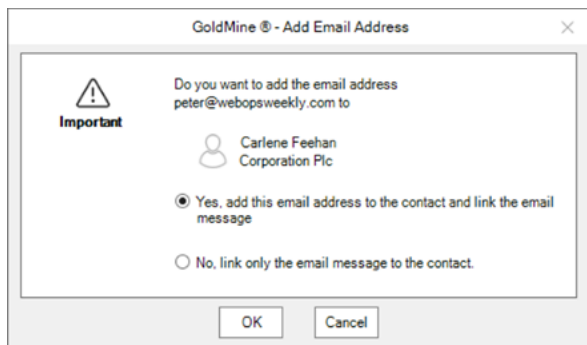 GoldMine ® - Add Email Address
Do you want to add the email address
peter@webopsweekly.com to
Important
Carlene Feehan
Corporation Plc
Yes, add this email address to the contact and link the email
message
No, link only the email message to the contact.
OK
Cancel